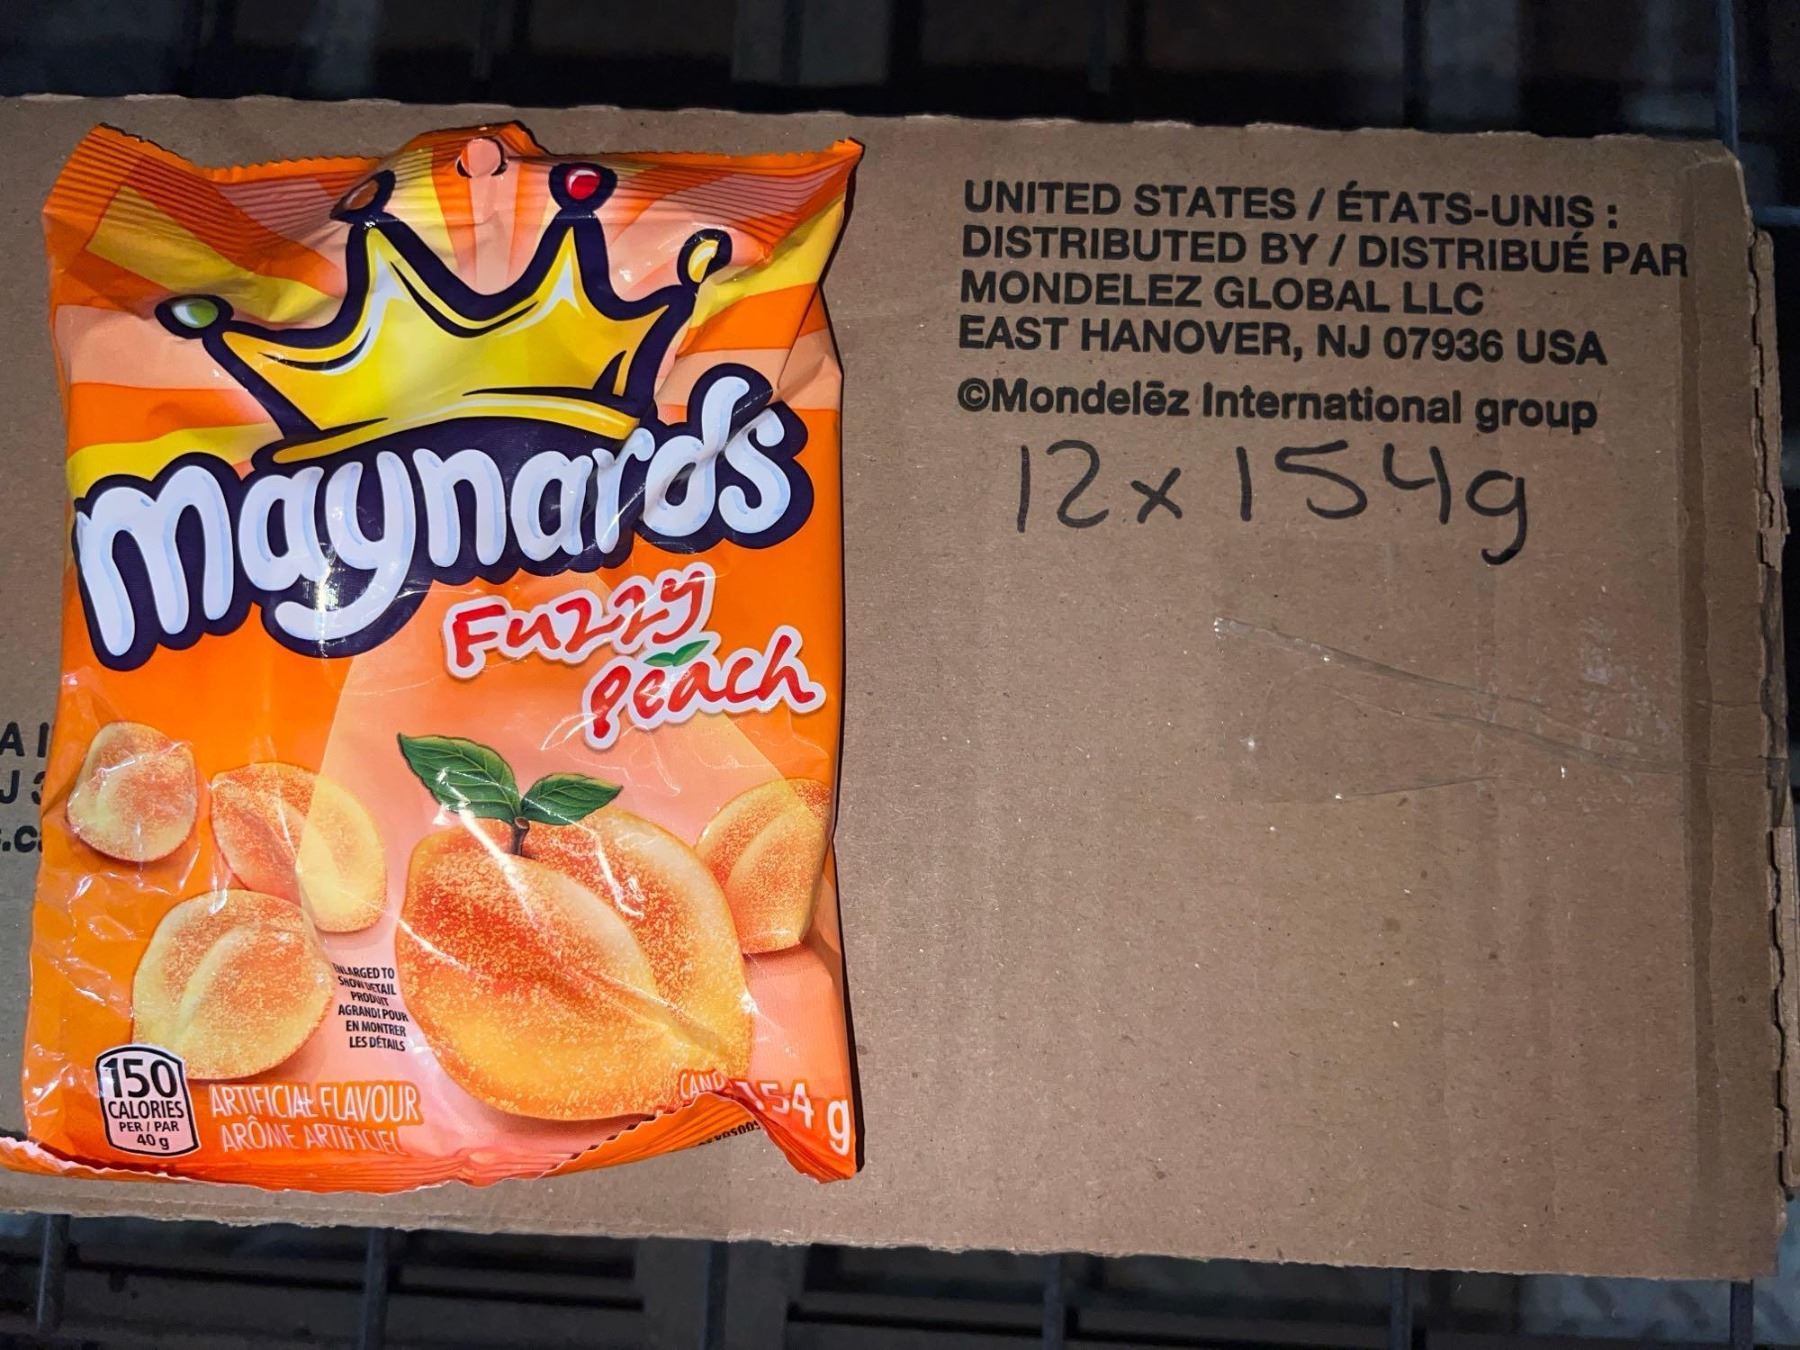 maynards
Fuzzy
peach
ENLARGED TO
SHOW DETAIL
PRODUIT
AGRANDI POUR
EN MONTRER
LES DÉTAILS
150
CALORIES
PER / PAR
40 g
ARTIFICIAL FLAVOUR
ARÔME ARTIFICIEL
154 g
UNITED STATES / ÉTATS-UNIS :
DISTRIBUTED BY / DISTRIBUÉ PAR
MONDELEZ GLOBAL LLC
EAST HANOVER, NJ 07936 USA
©Mondelēz International group
12x154g